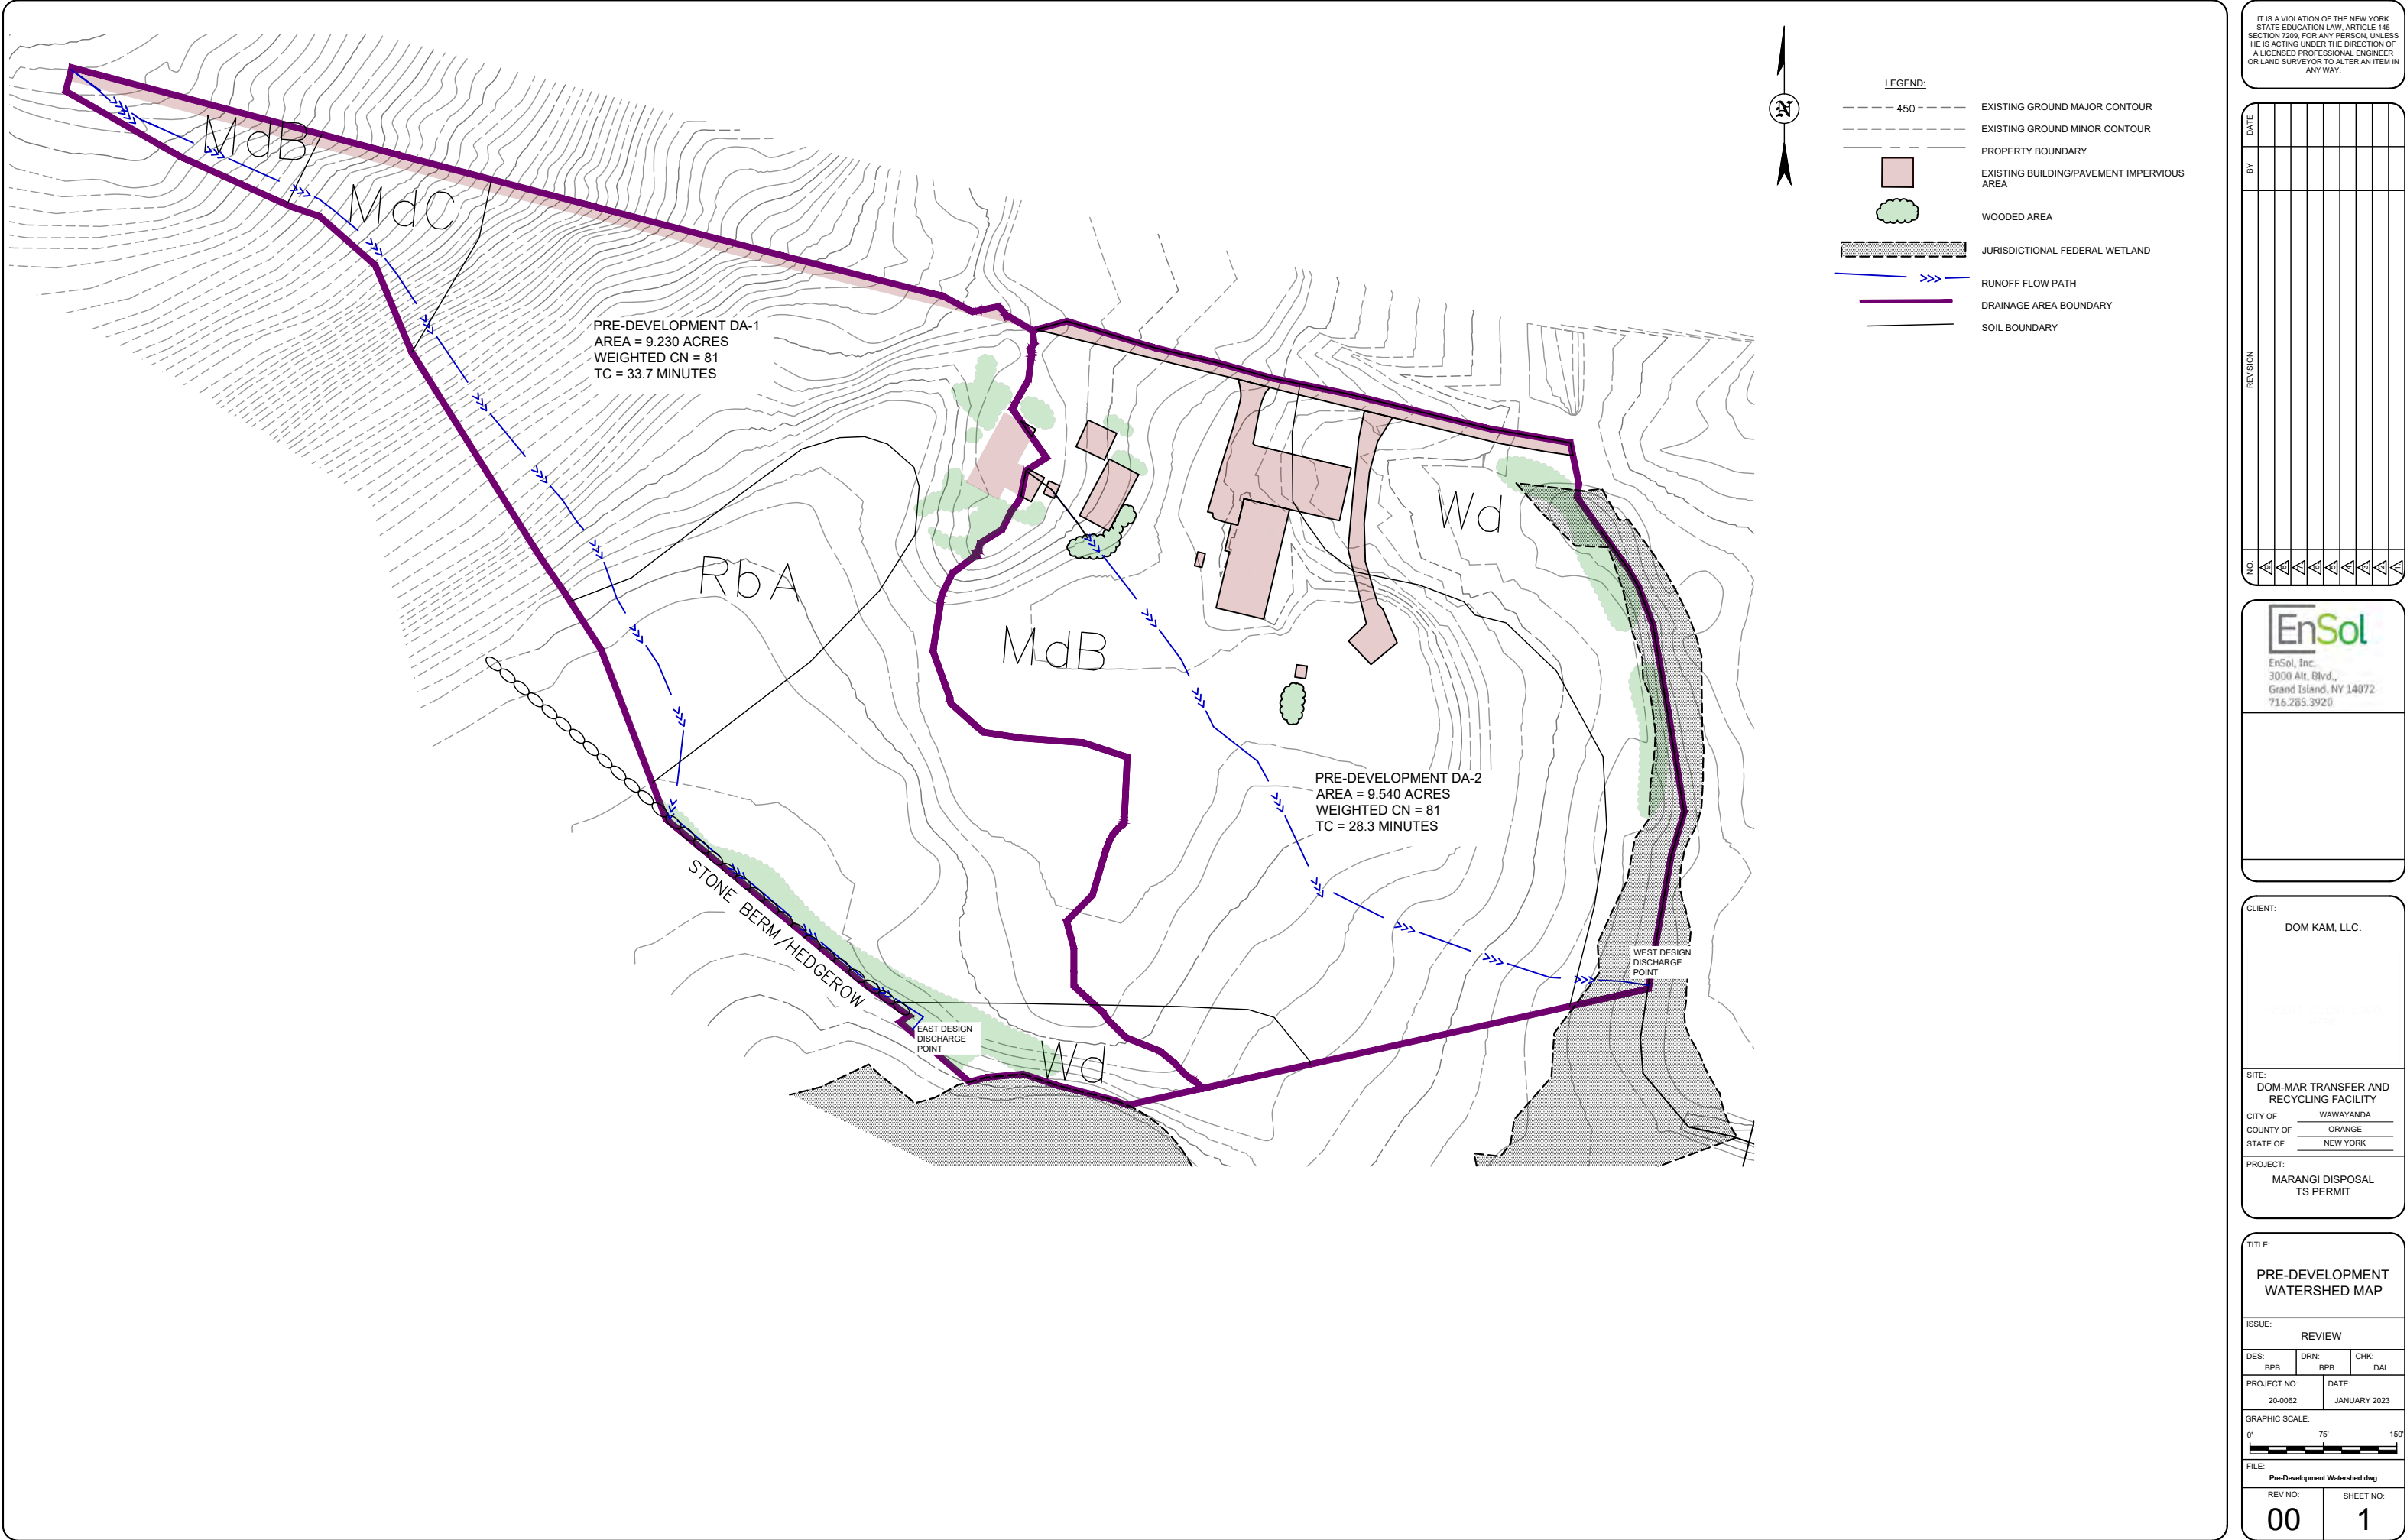 MdB
MdC
PRE-DEVELOPMENT DA-1
AREA = 9.230 ACRES
WEIGHTED CN = 81
TC = 33.7 MINUTES
RbA
MdB
Wd
PRE-DEVELOPMENT DA-2
AREA = 9.540 ACRES
WEIGHTED CN = 81
TC = 28.3 MINUTES
STONE BERM/HEDGEROW
WEST DESIGN
DISCHARGE
POINT
EAST DESIGN
DISCHARGE
POINT
Wd
N
LEGEND:
450
EXISTING GROUND MAJOR CONTOUR
EXISTING GROUND MINOR CONTOUR
PROPERTY BOUNDARY
EXISTING BUILDING/PAVEMENT IMPERVIOUS
AREA
WOODED AREA
JURISDICTIONAL FEDERAL WETLAND
RUNOFF FLOW PATH
DRAINAGE AREA BOUNDARY
SOIL BOUNDARY
IT IS A VIOLATION OF THE NEW YORK
STATE EDUCATION LAW, ARTICLE 145
SECTION 7209, FOR ANY PERSON, UNLESS
HE IS ACTING UNDER THE DIRECTION OF
A LICENSED PROFESSIONAL ENGINEER
OR LAND SURVEYOR TO ALTER AN ITEM IN
ANY WAY.
DATE
BY
REVISION
NO.
EnSol
EnSol, Inc.
3000 Alt. Blvd.,
Grand Island, NY 14072
716.285.3920
CLIENT:
DOM KAM, LLC.
SITE:
DOM-MAR TRANSFER AND
RECYCLING FACILITY
CITY OF WAWAYANDA
COUNTY OF ORANGE
STATE OF NEW YORK
PROJECT:
MARANGI DISPOSAL
TS PERMIT
TITLE:
PRE-DEVELOPMENT
WATERSHED MAP
ISSUE:
REVIEW
DES: DRN: CHK:
BPB BPB DAL
PROJECT NO: DATE:
20-0062 JANUARY 2023
GRAPHIC SCALE:
0' 75' 150'
FILE:
Pre-Development Watershed.dwg
REV NO: SHEET NO:
00 1